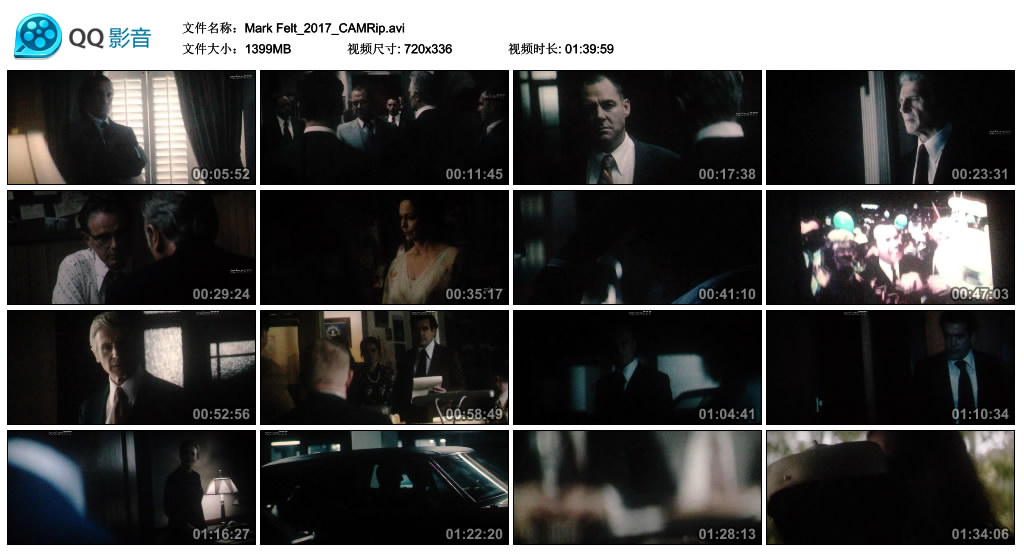 QQ影音
文件名称: Mark Felt_2017_CAMRip.avi
文件大小: 1399MB 视频尺寸: 720x336 视频时长: 01:39:59
00:05:52 00:11:45 00:17:38 00:23:31
00:29:24 00:35:17 00:41:10 00:47:03
00:52:56 00:58:49 01:04:41 01:10:34
01:16:27 01:22:20 01:28:13 01:34:06